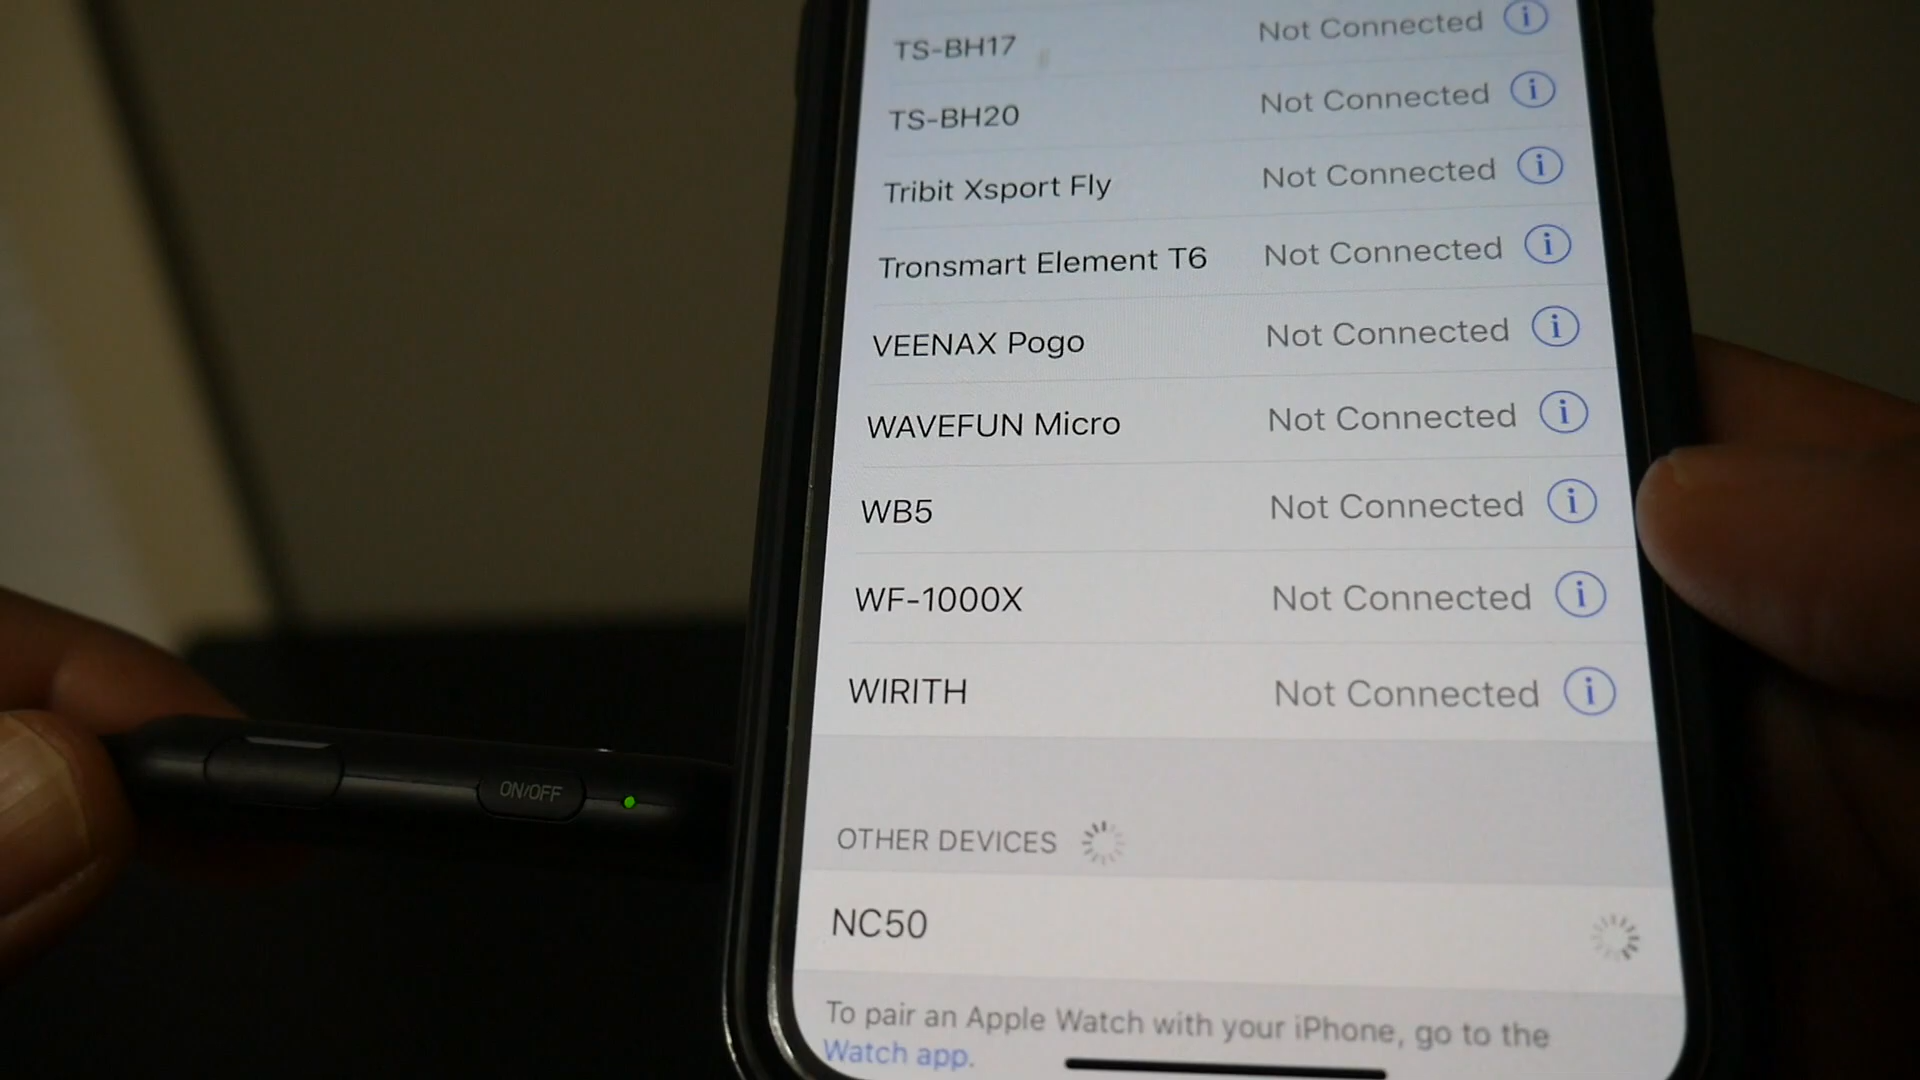 TS-BH17 Not Connected i
TS-BH20 Not Connected i
Tribit Xsport Fly Not Connected i
Tronsmart Element T6 Not Connected i
VEENAX Pogo Not Connected i
WAVEFUN Micro Not Connected i
WB5 Not Connected i
WF-1000X Not Connected i
WIRITH Not Connected i
ON/OFF
OTHER DEVICES
NC50
To pair an Apple Watch with your iPhone, go to the
Watch app.